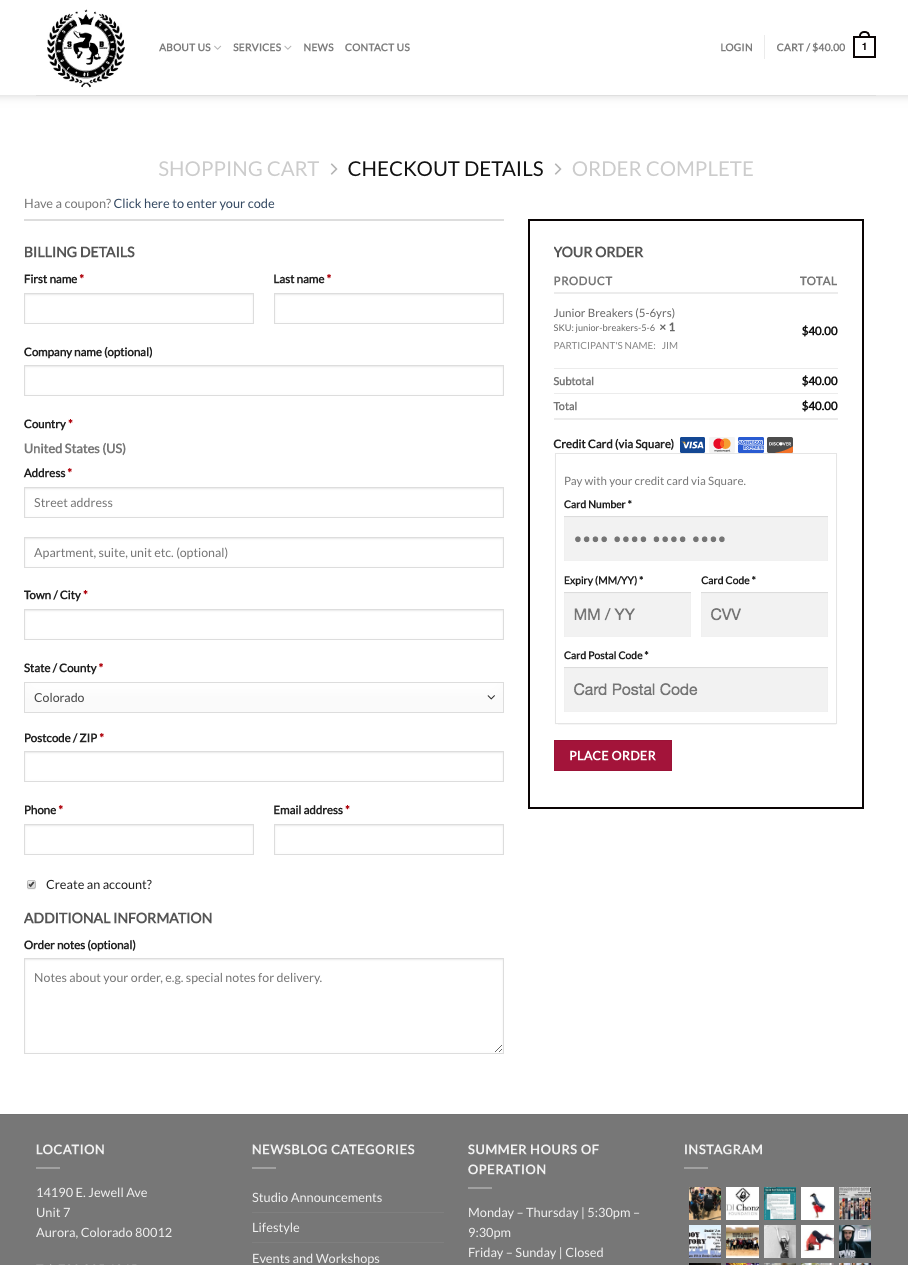 ABOUT US
SERVICES
NEWS
CONTACT US
LOGIN
CART / $40.00
1
SHOPPING CART
CHECKOUT DETAILS
ORDER COMPLETE
Have a coupon? Click here to enter your code
BILLING DETAILS
First name *
Last name *
Company name (optional)
Country *
United States (US)
Address *
Street address
Apartment, suite, unit etc. (optional)
Town / City *
State / County *
Colorado
Postcode / ZIP *
Phone *
Email address *
Create an account?
ADDITIONAL INFORMATION
Order notes (optional)
Notes about your order, e.g. special notes for delivery.
YOUR ORDER
PRODUCT TOTAL
Junior Breakers (5-6yrs)
SKU: junior-breakers-5-6 × 1
$40.00
PARTICIPANT'S NAME: JIM
Subtotal $40.00
Total $40.00
Credit Card (via Square) VISA DISCOVER
Pay with your credit card via Square.
Card Number *
•••• •••• •••• ••••
Expiry (MM/YY) *
Card Code *
MM / YY
CVV
Card Postal Code *
Card Postal Code
PLACE ORDER
LOCATION
14190 E. Jewell Ave
Unit 7
Aurora, Colorado 80012
NEWSBLOG CATEGORIES
Studio Announcements
Lifestyle
Events and Workshops
SUMMER HOURS OF
OPERATION
Monday – Thursday | 5:30pm –
9:30pm
Friday – Sunday | Closed
INSTAGRAM